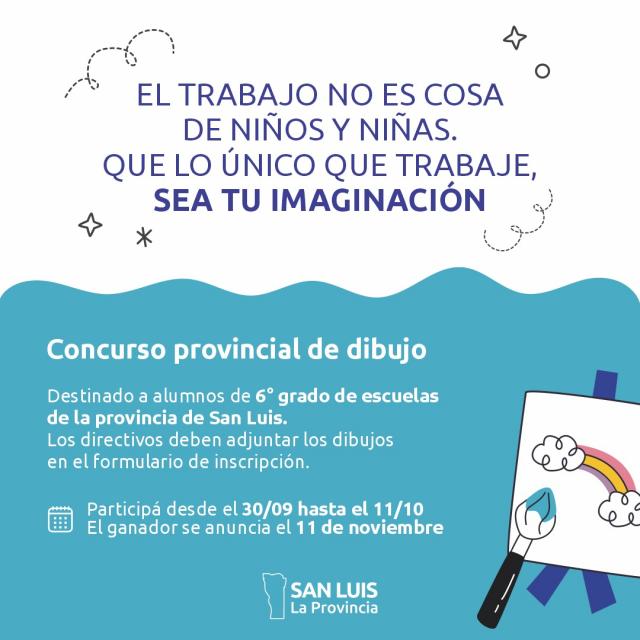 EL TRABAJO NO ES COSA
DE NIÑOS Y NIÑAS.
QUE LO ÚNICO QUE TRABAJE,
SEA TU IMAGINACIÓN
Concurso provincial de dibujo
Destinado a alumnos de 6° grado de escuelas
de la provincia de San Luis.
Los directivos deben adjuntar los dibujos
en el formulario de inscripción.
Participá desde el 30/09 hasta el 11/10
El ganador se anuncia el 11 de noviembre
SAN LUIS
La Provincia